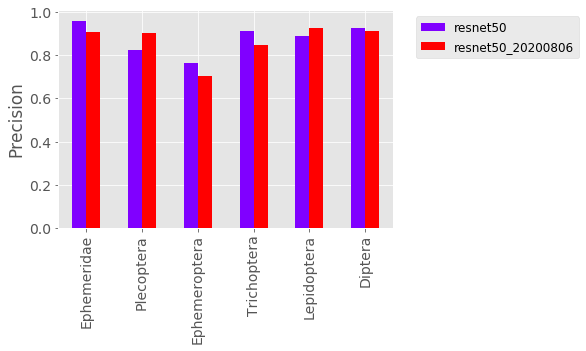 1.0
0.8
0.6
0.4
0.2
0.0
Precision
Ephemeridae
Plecoptera
Ephemeroptera
Trichoptera
Lepidoptera
Diptera
resnet50
resnet50_20200806